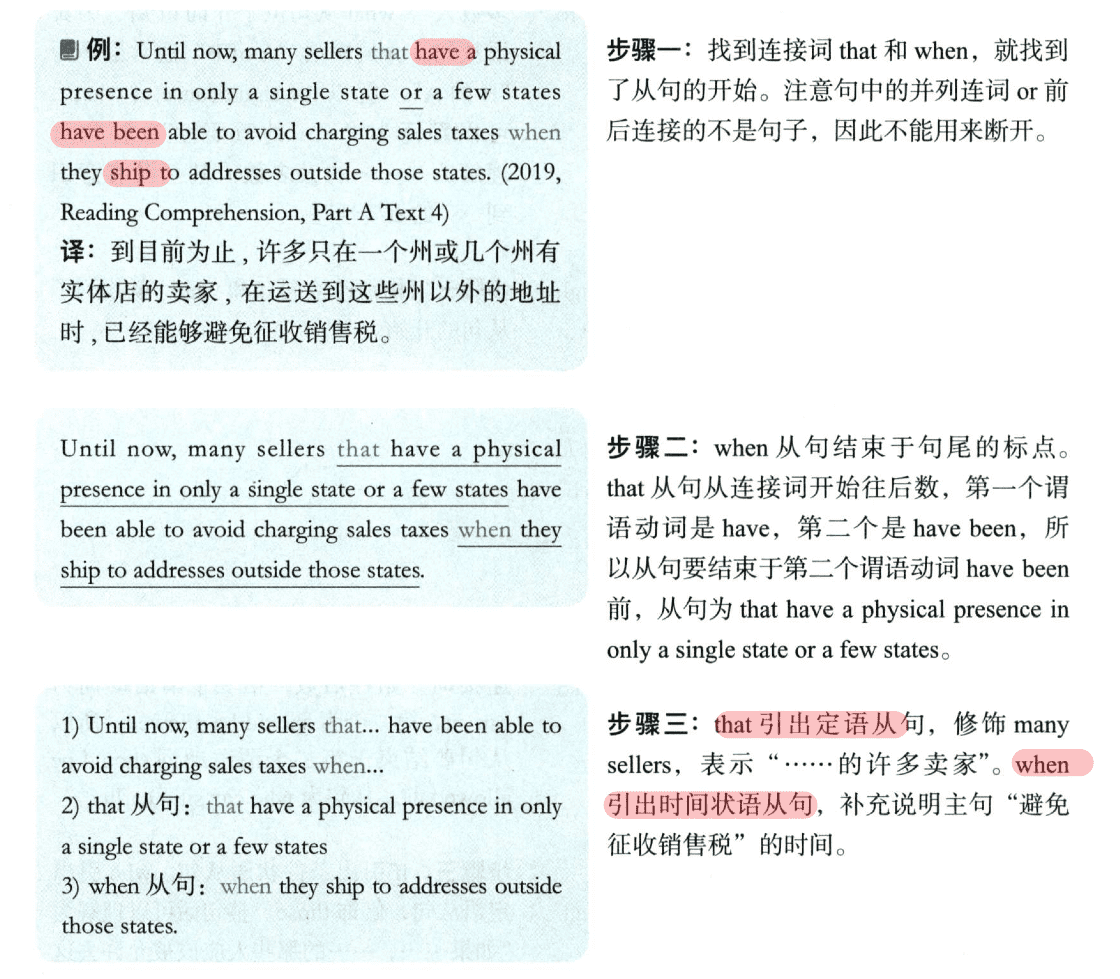 例：Until now, many sellers that have a physical
presence in only a single state or a few states
have been able to avoid charging sales taxes when
they ship to addresses outside those states. (2019,
Reading Comprehension, Part A Text 4)
译：到目前为止，许多只在一个州或几个州有
实体店的卖家，在运送到这些州以外的地址
时，已经能够避免征收销售税。
步骤一：找到连接词 that 和 when，就找到
了从句的开始。注意句中的并列连词 or 前
后连接的不是句子，因此不能用来断开。
Until now, many sellers that have a physical
presence in only a single state or a few states have
been able to avoid charging sales taxes when they
ship to addresses outside those states.
步骤二：when 从句结束于句尾的标点。
that 从句从连接词开始往后数，第一个谓
语动词是 have，第二个是 have been，所
以从句要结束于第二个谓语动词 have been
前，从句为 that have a physical presence in
only a single state or a few states。
1) Until now, many sellers that... have been able to
avoid charging sales taxes when...
2) that 从句：that have a physical presence in only
a single state or a few states
3) when 从句：when they ship to addresses outside
those states.
步骤三：that 引出定语从句，修饰 many
sellers，表示“……的许多卖家”。when
引出时间状语从句，补充说明主句“避免
征收销售税”的时间。